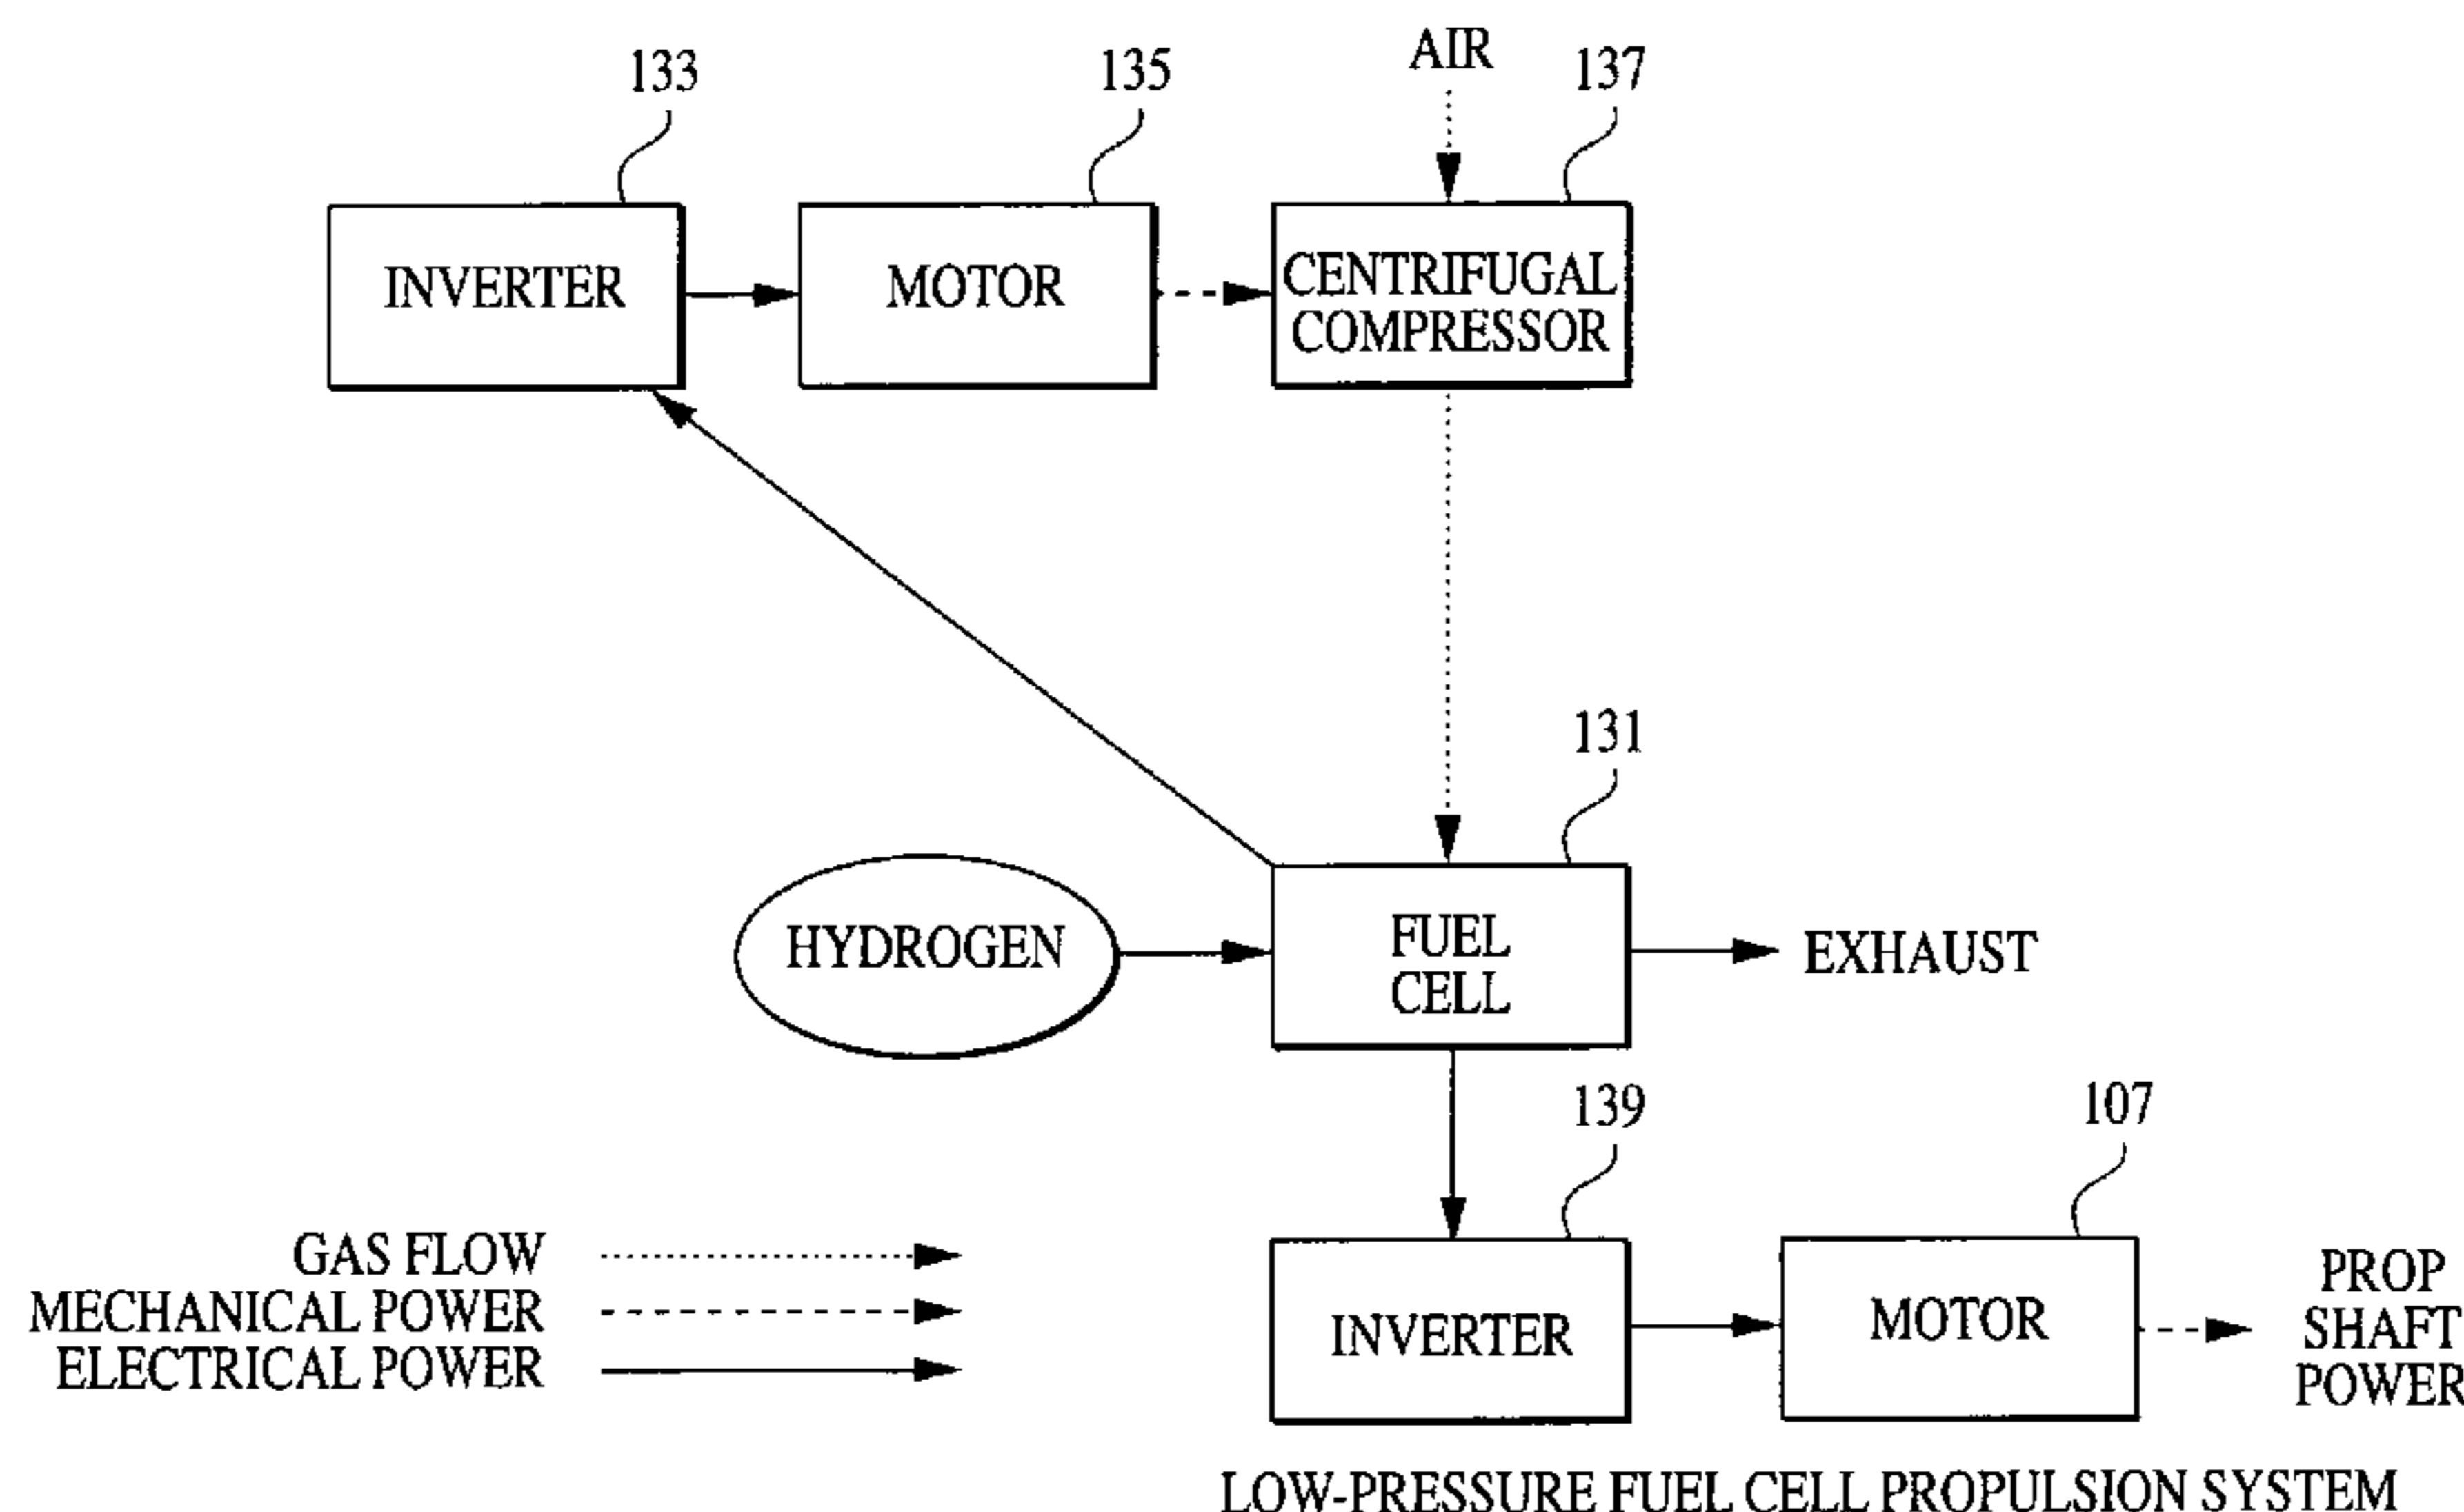 133
135
AIR
137
INVERTER
MOTOR
CENTRIFUGAL
COMPRESSOR
131
HYDROGEN
FUEL
CELL
EXHAUST
139
107
GAS FLOW
MECHANICAL POWER
ELECTRICAL POWER
INVERTER
MOTOR
PROP
SHAFT
POWER
LOW-PRESSURE FUEL CELL PROPULSION SYSTEM